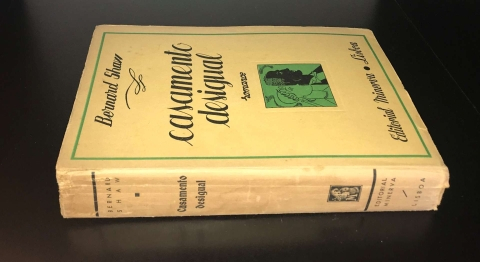 Bernard Shaw
casamento
desigual
romance
Editorial Minerva • Lisboa
BERNARD
SHAW
Casamento
desigual
EDITORIAL
MINERVA
LISBOA